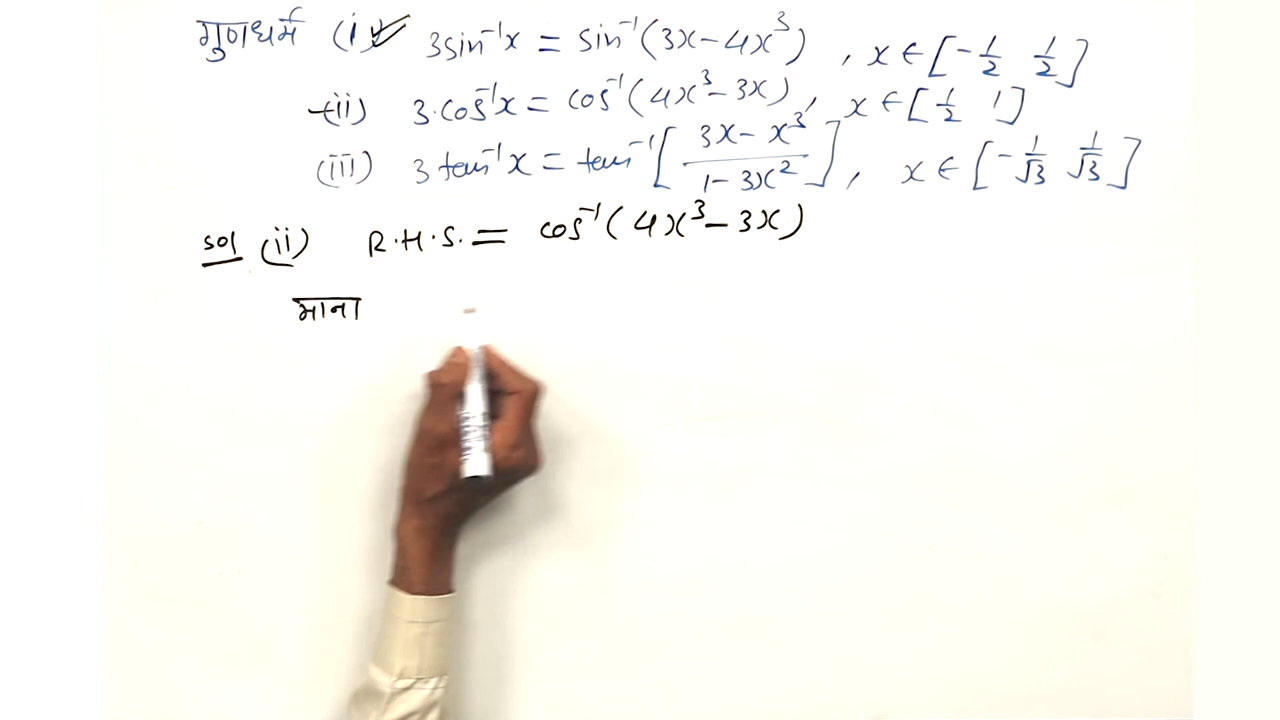 गुणधर्म (i) ✓ 3sin⁻¹x = sin⁻¹(3x-4x³) , x ∈ [-1/2 1/2]
(ii) 3.cos⁻¹x = cos⁻¹(4x³-3x) , x ∈ [1/2 1]
(iii) 3 tan⁻¹x = tan⁻¹[(3x-x³)/(1-3x²)] , x ∈ [-1/√3 1/√3]
sol (ii) R.H.S. = cos⁻¹(4x³-3x)
माना